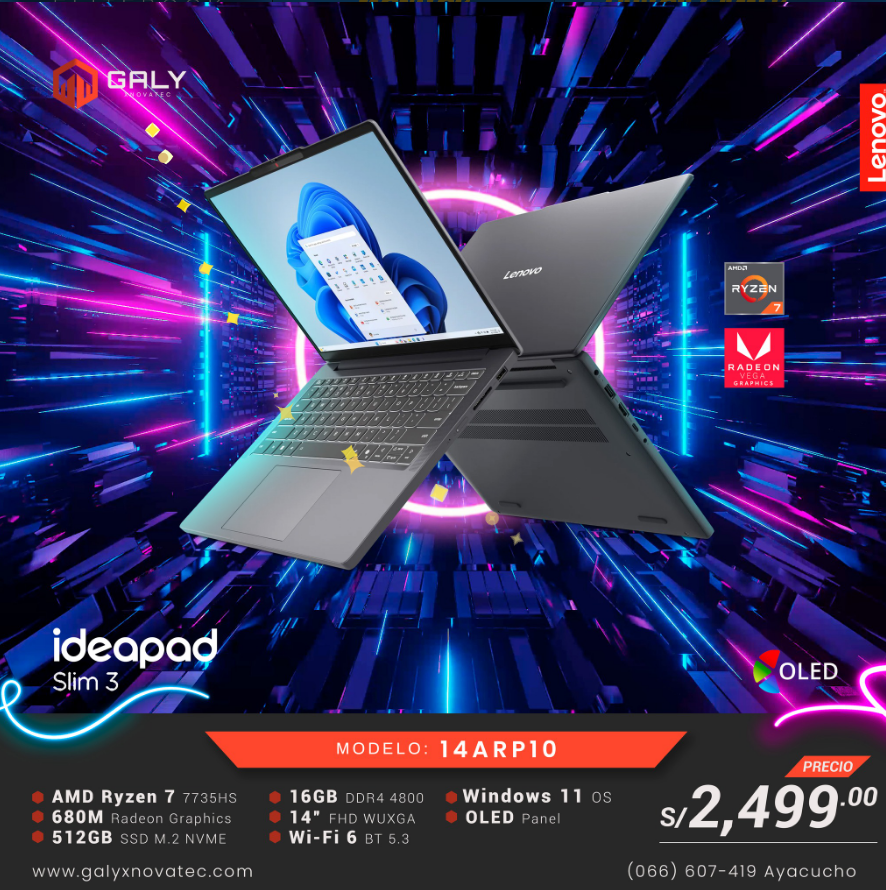 GALY
XNOVATEC
Lenovo
Lenovo
AMD
RYZEN
7
RADEON
VEGA
GRAPHICS
ideapad
Slim 3
OLED
MODELO: 14ARP10
AMD Ryzen 7 7735HS
680M Radeon Graphics
512GB SSD M.2 NVME
16GB DDR4 4800
14" FHD WUXGA
Wi-Fi 6 BT 5.3
Windows 11 OS
OLED Panel
PRECIO
S/2,499.00
www.galyxnovatec.com
(066) 607-419 Ayacucho